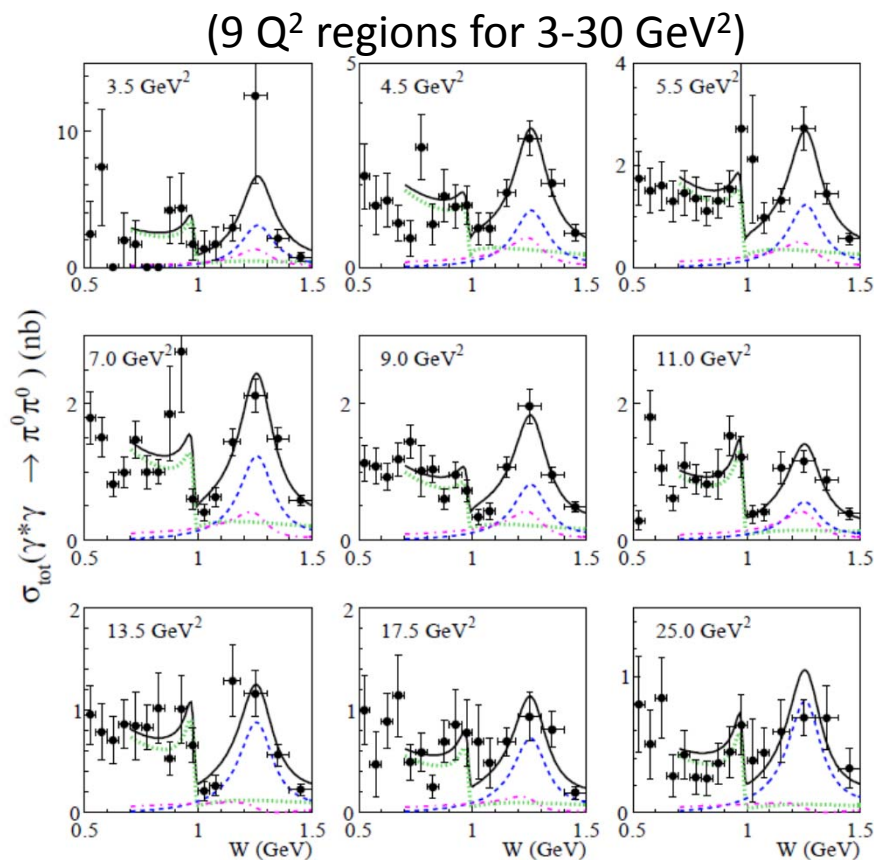 (9 Q² regions for 3-30 GeV²)
σtot(γ*γ → π⁰π⁰) (nb)
3.5 GeV²
4.5 GeV²
5.5 GeV²
10
0
0.5 1 1.5
5
0
0.5 1 1.5
4
2
0
0.5 1 1.5
7.0 GeV²
9.0 GeV²
11.0 GeV²
2
0
0.5 1 1.5
2
0
0.5 1 1.5
2
0
0.5 1 1.5
13.5 GeV²
17.5 GeV²
25.0 GeV²
2
1
0
0.5 1 1.5
W (GeV)
2
1
0
0.5 1 1.5
W (GeV)
1
0
0.5 1 1.5
W (GeV)